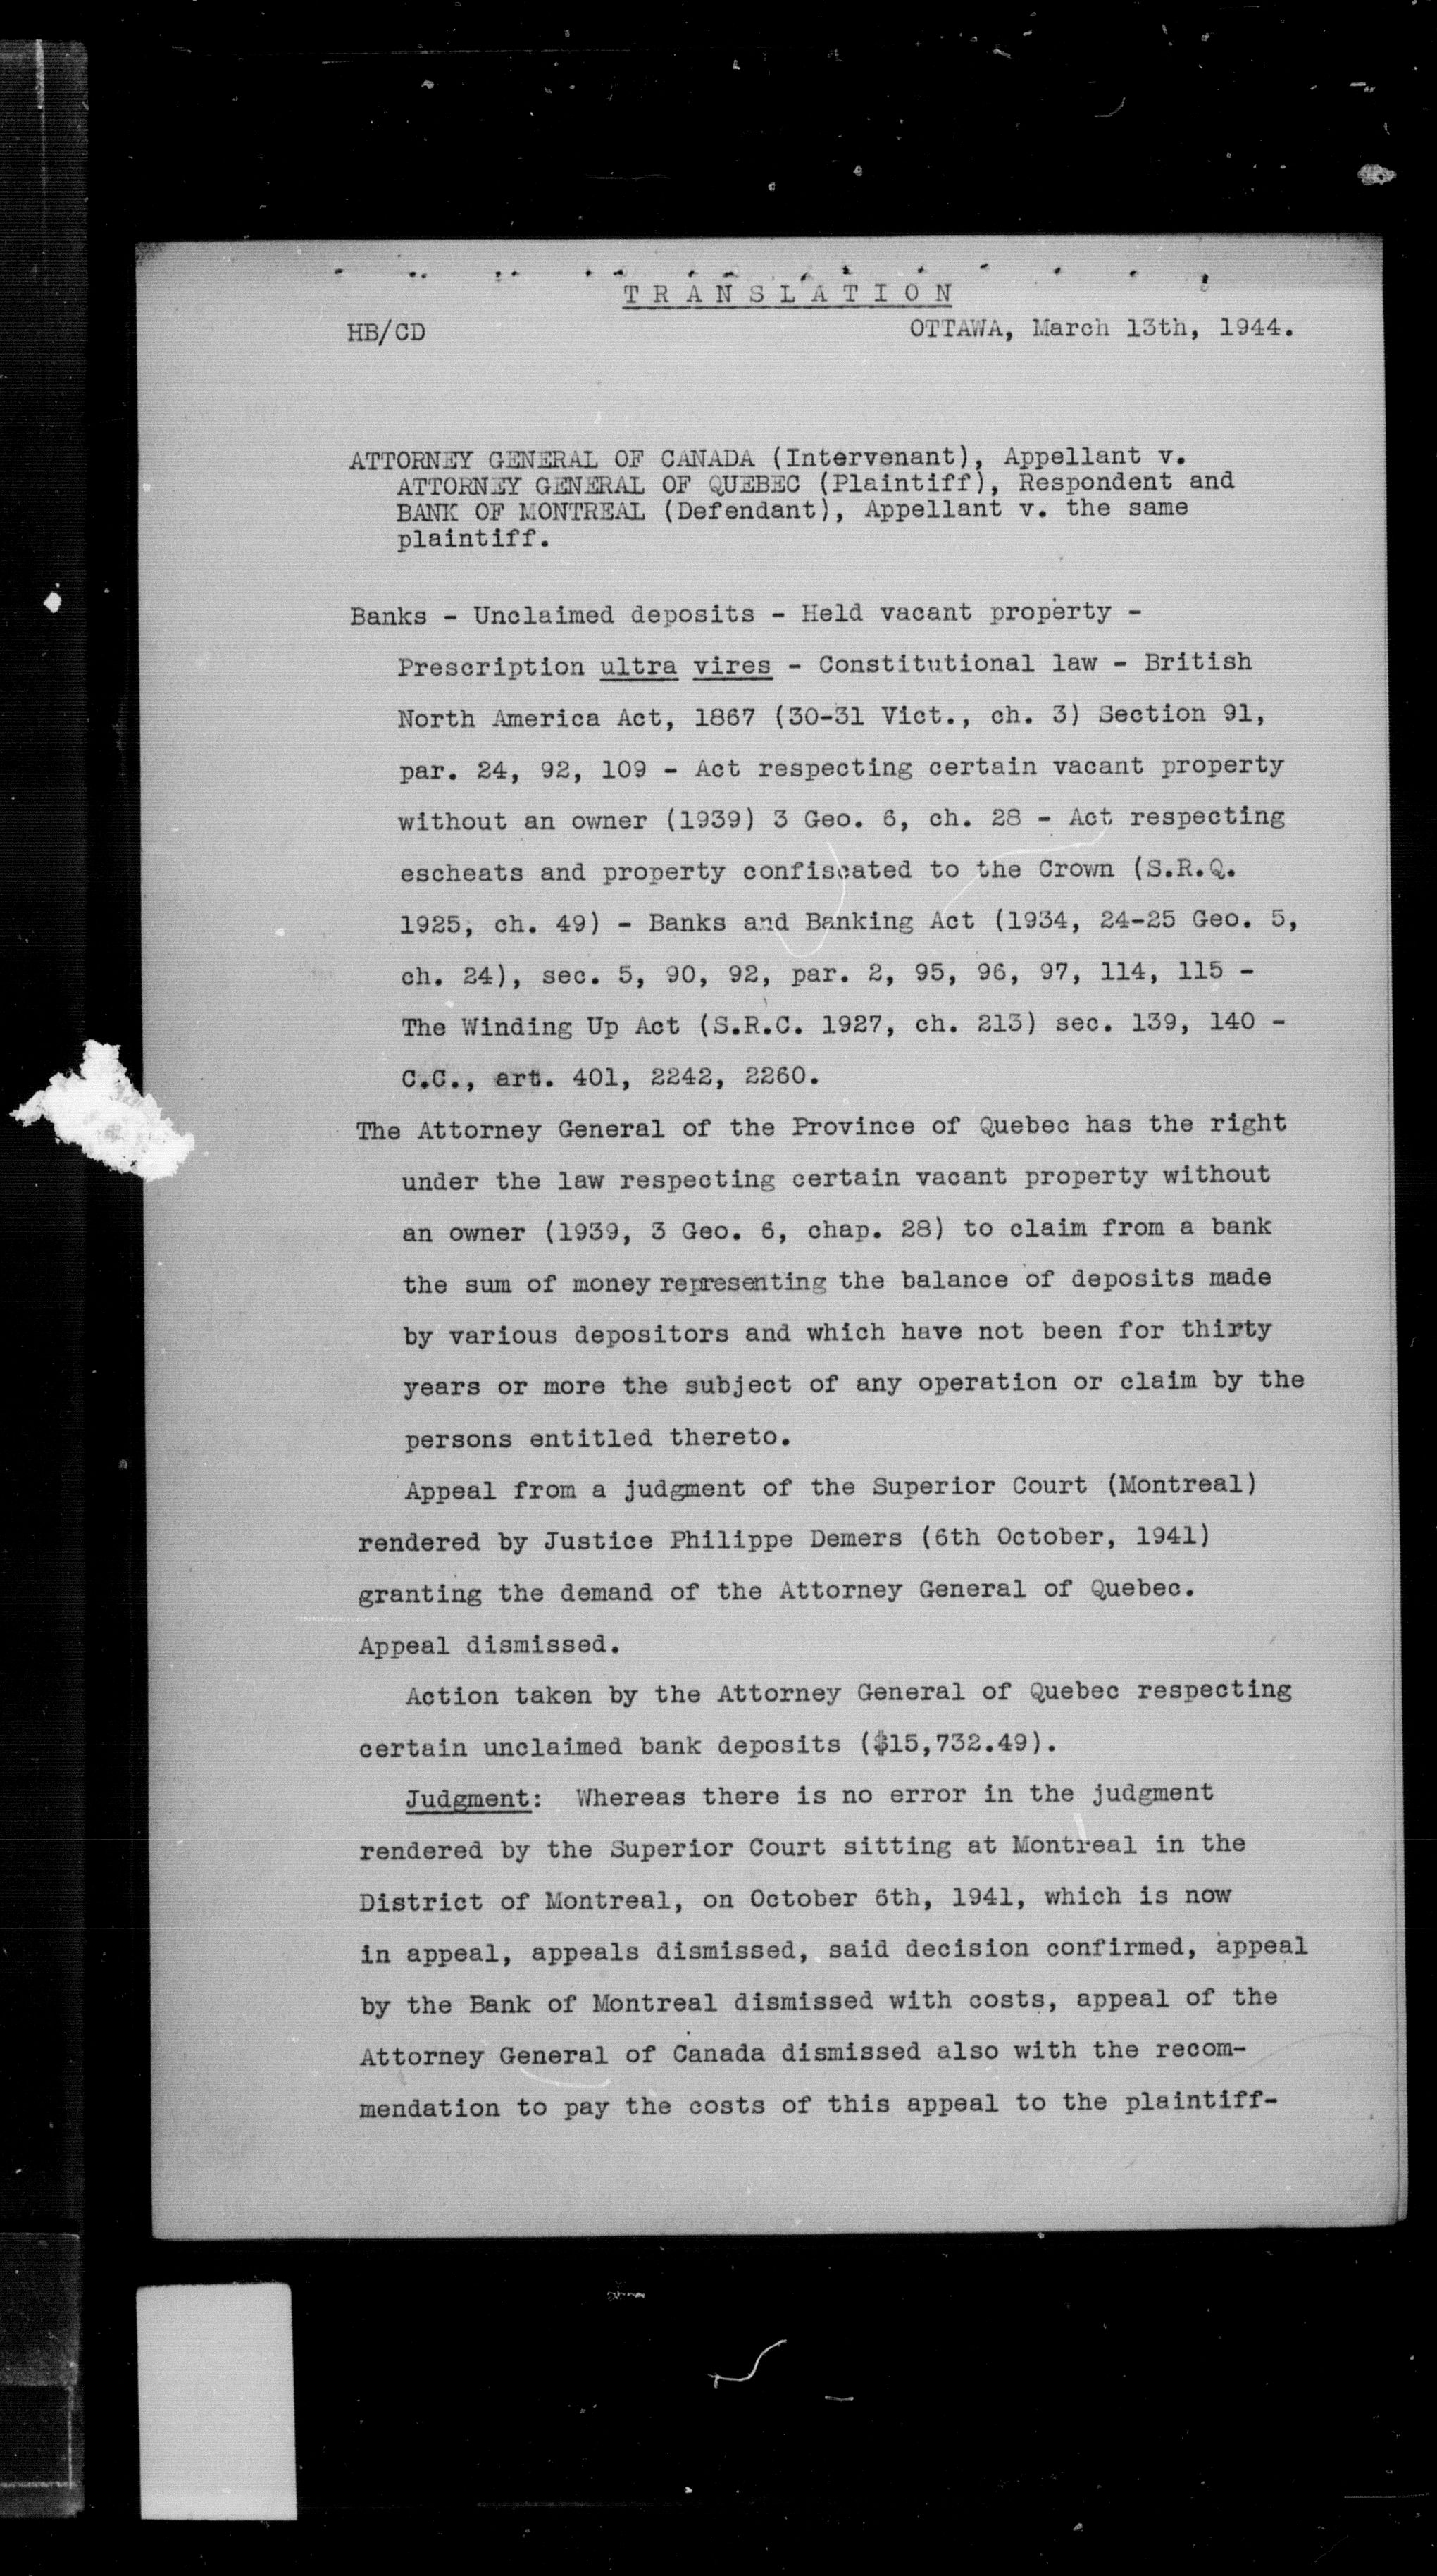 TRANSLATION
HB/CD OTTAWA, March 13th, 1944.
ATTORNEY GENERAL OF CANADA (Intervenant), Appellant v.
ATTORNEY GENERAL OF QUEBEC (Plaintiff), Respondent and
BANK OF MONTREAL (Defendant), Appellant v. the same
plaintiff.
Banks - Unclaimed deposits - Held vacant property -
Prescription ultra vires - Constitutional law - British
North America Act, 1867 (30-31 Vict., ch. 3) Section 91,
par. 24, 92, 109 - Act respecting certain vacant property
without an owner (1939) 3 Geo. 6, ch. 28 - Act respecting
escheats and property confiscated to the Crown (S.R.Q.
1925, ch. 49) - Banks and Banking Act (1934, 24-25 Geo. 5,
ch. 24), sec. 5, 90, 92, par. 2, 95, 96, 97, 114, 115 -
The Winding Up Act (S.R.C. 1927, ch. 213) sec. 139, 140 -
C.C., art. 401, 2242, 2260.
The Attorney General of the Province of Quebec has the right
under the law respecting certain vacant property without
an owner (1939, 3 Geo. 6, chap. 28) to claim from a bank
the sum of money representing the balance of deposits made
by various depositors and which have not been for thirty
years or more the subject of any operation or claim by the
persons entitled thereto.
Appeal from a judgment of the Superior Court (Montreal)
rendered by Justice Philippe Demers (6th October, 1941)
granting the demand of the Attorney General of Quebec.
Appeal dismissed.
Action taken by the Attorney General of Quebec respecting
certain unclaimed bank deposits ($15,732.49).
Judgment: Whereas there is no error in the judgment
rendered by the Superior Court sitting at Montreal in the
District of Montreal, on October 6th, 1941, which is now
in appeal, appeals dismissed, said decision confirmed, appeal
by the Bank of Montreal dismissed with costs, appeal of the
Attorney General of Canada dismissed also with the recom-
mendation to pay the costs of this appeal to the plaintiff-